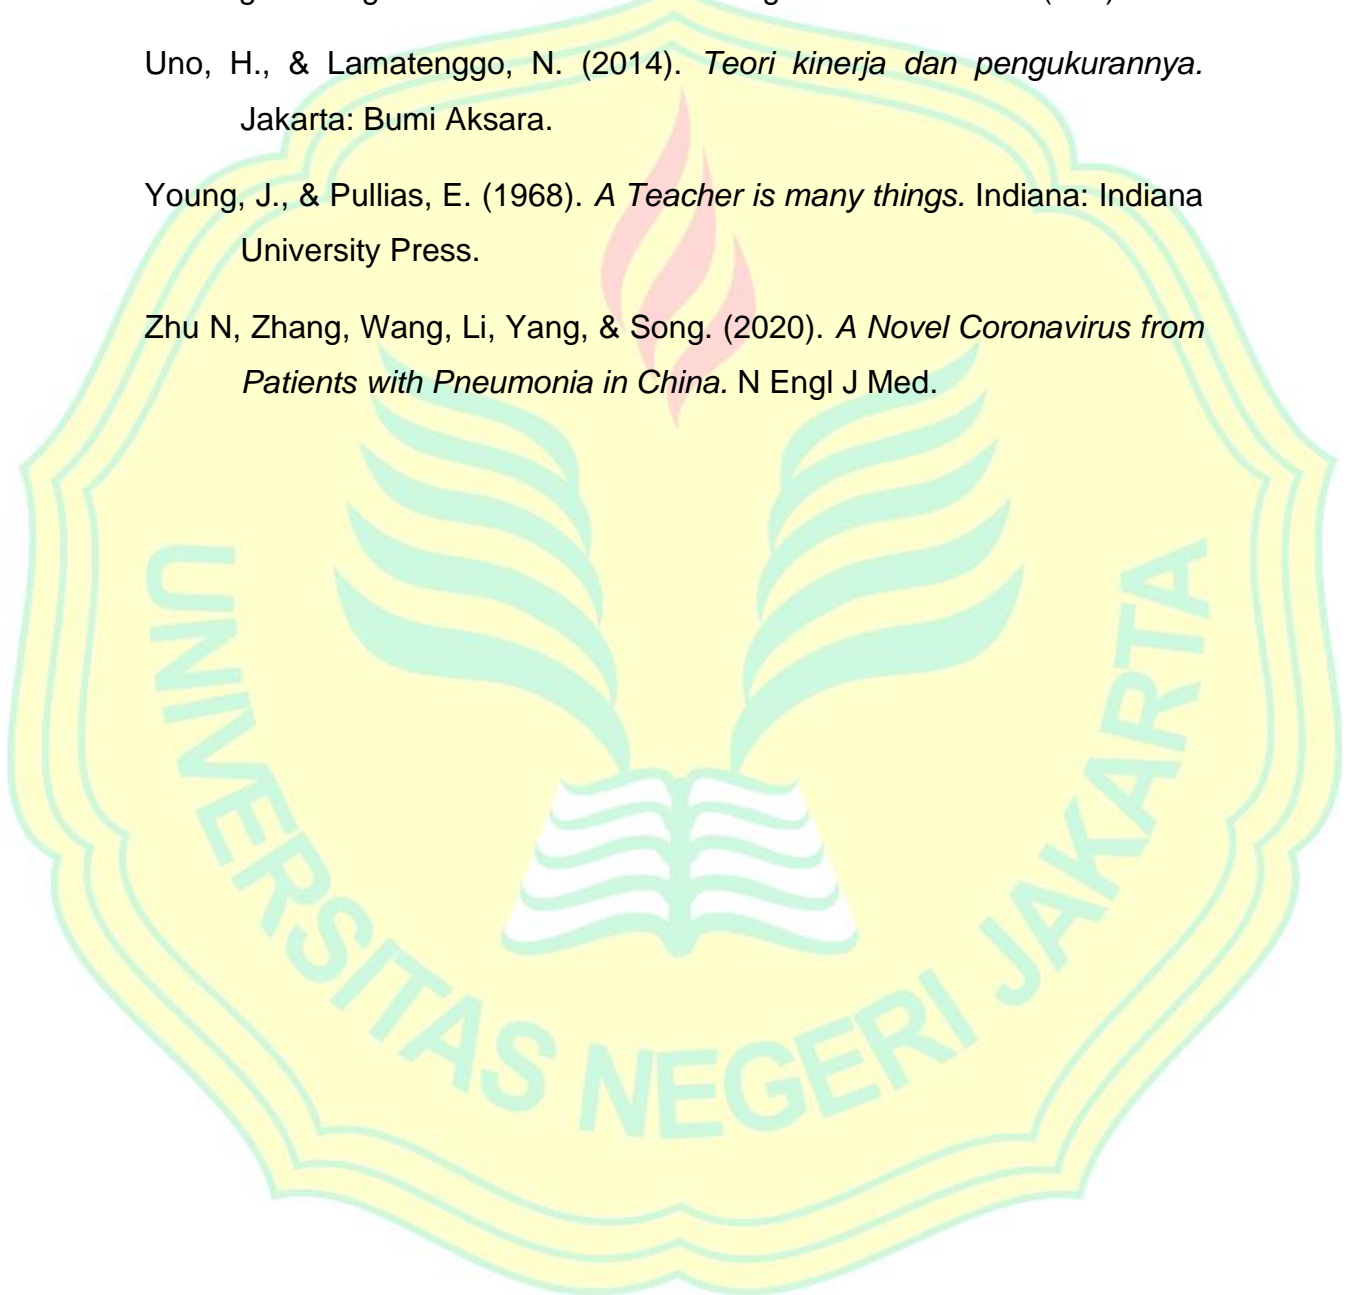 Uno, H., & Lamatenggo, N. (2014). Teori kinerja dan pengukurannya.
Jakarta: Bumi Aksara.
Young, J., & Pullias, E. (1968). A Teacher is many things. Indiana: Indiana
University Press.
Zhu N, Zhang, Wang, Li, Yang, & Song. (2020). A Novel Coronavirus from
Patients with Pneumonia in China. N Engl J Med.
UNIVERSITAS NEGERI JAKARTA